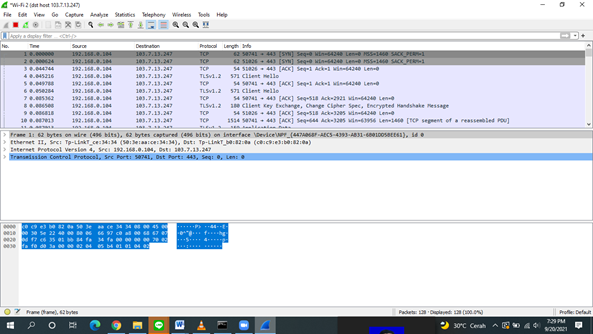 *Wi-Fi 2 (dst host 103.7.13.247)
File Edit View Go Capture Analyze Statistics Telephony Wireless Tools Help
Apply a display filter ... <Ctrl-/>
No. Time Source Destination Protocol Length Info
1 0.000000 192.168.0.104 103.7.13.247 TCP 62 50741 → 443 [SYN] Seq=0 Win=64240 Len=0 MSS=1460 SACK_PERM=1
2 0.000624 192.168.0.104 103.7.13.247 TCP 62 51026 → 443 [SYN] Seq=0 Win=64240 Len=0 MSS=1460 SACK_PERM=1
3 0.044744 192.168.0.104 103.7.13.247 TCP 54 50741 → 443 [ACK] Seq=1 Ack=1 Win=64240 Len=0
4 0.045216 192.168.0.104 103.7.13.247 TLSv1.2 571 Client Hello
5 0.049788 192.168.0.104 103.7.13.247 TCP 54 51026 → 443 [ACK] Seq=1 Ack=1 Win=64240 Len=0
6 0.050284 192.168.0.104 103.7.13.247 TLSv1.2 571 Client Hello
7 0.085362 192.168.0.104 103.7.13.247 TCP 54 50741 → 443 [ACK] Seq=518 Ack=2921 Win=64240 Len=0
8 0.086508 192.168.0.104 103.7.13.247 TLSv1.2 180 Client Key Exchange, Change Cipher Spec, Encrypted Handshake Message
9 0.086818 192.168.0.104 103.7.13.247 TCP 54 51026 → 443 [ACK] Seq=518 Ack=3205 Win=64240 Len=0
10 0.087014 192.168.0.104 103.7.13.247 TCP 1514 50741 → 443 [ACK] Seq=644 Ack=3205 Win=63956 Len=1460 [TCP segment of a reassembled PDU]
Frame 1: 62 bytes on wire (496 bits), 62 bytes captured (496 bits) on interface \Device\NPF_{447A068F-AEC5-4393-AB31-6B01DD5BEE61}, id 0
Ethernet II, Src: Tp-LinkT_ce:34:34 (50:3e:aa:ce:34:34), Dst: Tp-LinkT_b0:82:0a (c0:c9:e3:b0:82:0a)
Internet Protocol Version 4, Src: 192.168.0.104, Dst: 103.7.13.247
Transmission Control Protocol, Src Port: 50741, Dst Port: 443, Seq: 0, Len: 0
0000 c0 c9 e3 b0 82 0a 50 3e aa ce 34 34 08 00 45 00
0010 00 30 5e 22 40 00 80 06 66 97 c0 a8 00 68 67 07
0020 0d f7 c6 35 01 bb 84 fa 34 fa 00 00 00 00 70 02
0030 fa f0 d0 3a 00 00 02 04 05 b4 01 01 04 02
Frame (frame), 62 bytes
Packets: 128 · Displayed: 128 (100.0%)
Profile: Default
30°C Cerah
7:29 PM
9/20/2021